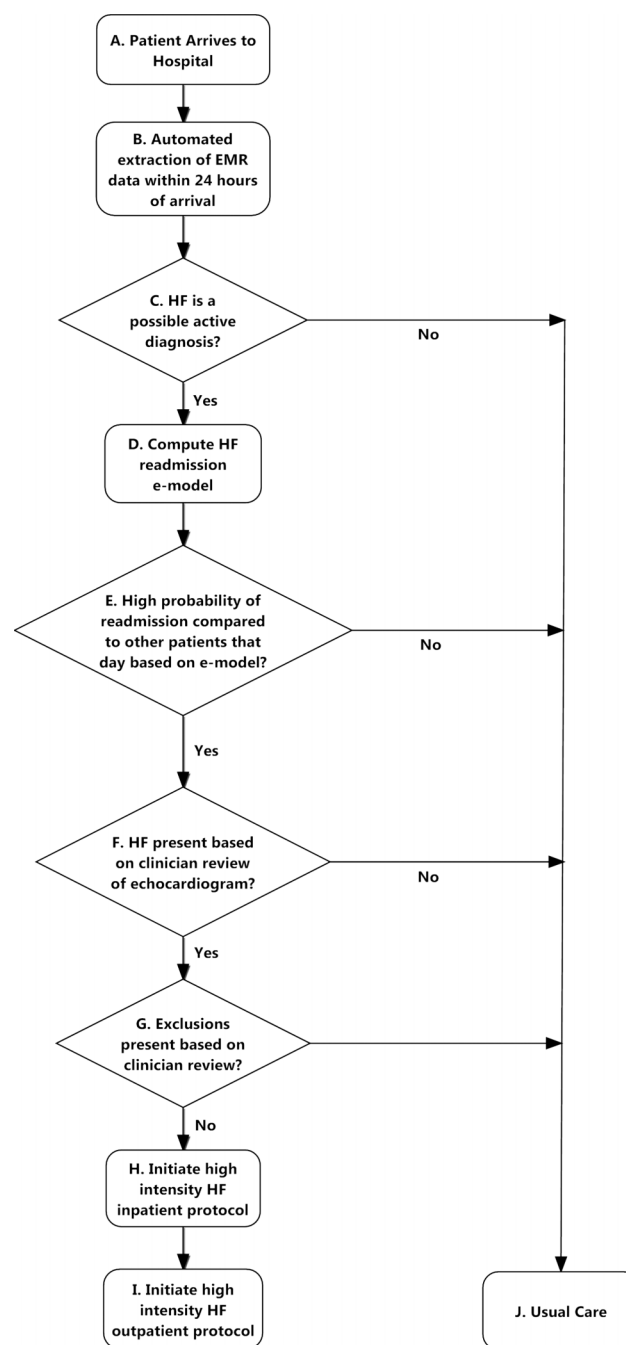 A. Patient Arrives to
Hospital
B. Automated
extraction of EMR
data within 24 hours
of arrival
C. HF is a
possible active
diagnosis?
No
Yes
D. Compute HF
readmission
e-model
E. High probability of
readmission compared
to other patients that
day based on e-model?
No
Yes
F. HF present based
on clinician review
of echocardiogram?
No
Yes
G. Exclusions
present based on
clinician review?
No
H. Initiate high
intensity HF
inpatient protocol
I. Initiate high
intensity HF
outpatient protocol
J. Usual Care